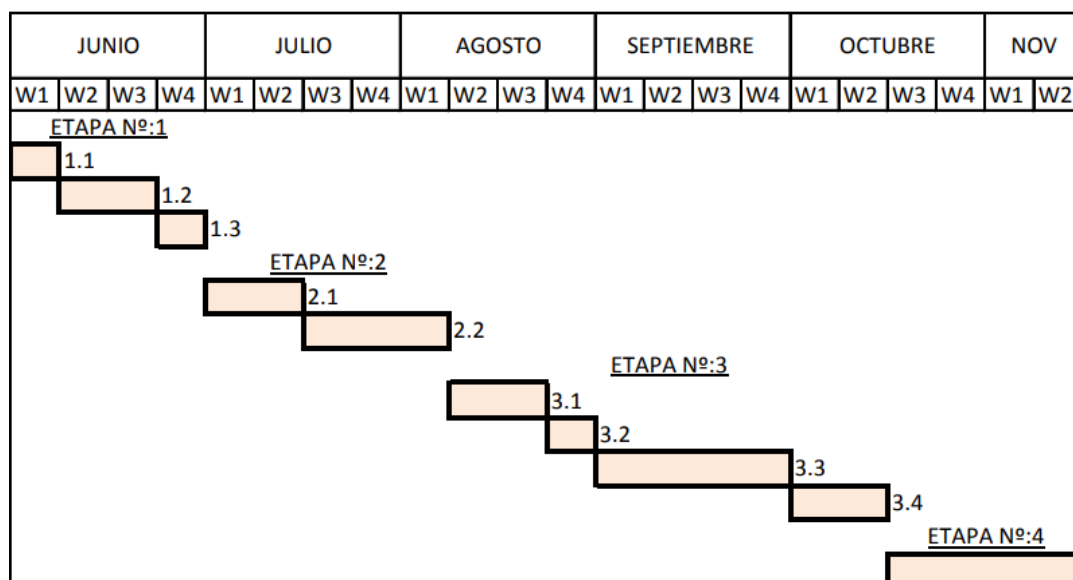 JUNIO JULIO AGOSTO SEPTIEMBRE OCTUBRE NOV
W1 W2 W3 W4 W1 W2 W3 W4 W1 W2 W3 W4 W1 W2 W3 W4 W1 W2 W3 W4 W1 W2
ETAPA Nº:1
1.1
1.2
1.3
ETAPA Nº:2
2.1
2.2
ETAPA Nº:3
3.1
3.2
3.3
3.4
ETAPA Nº:4